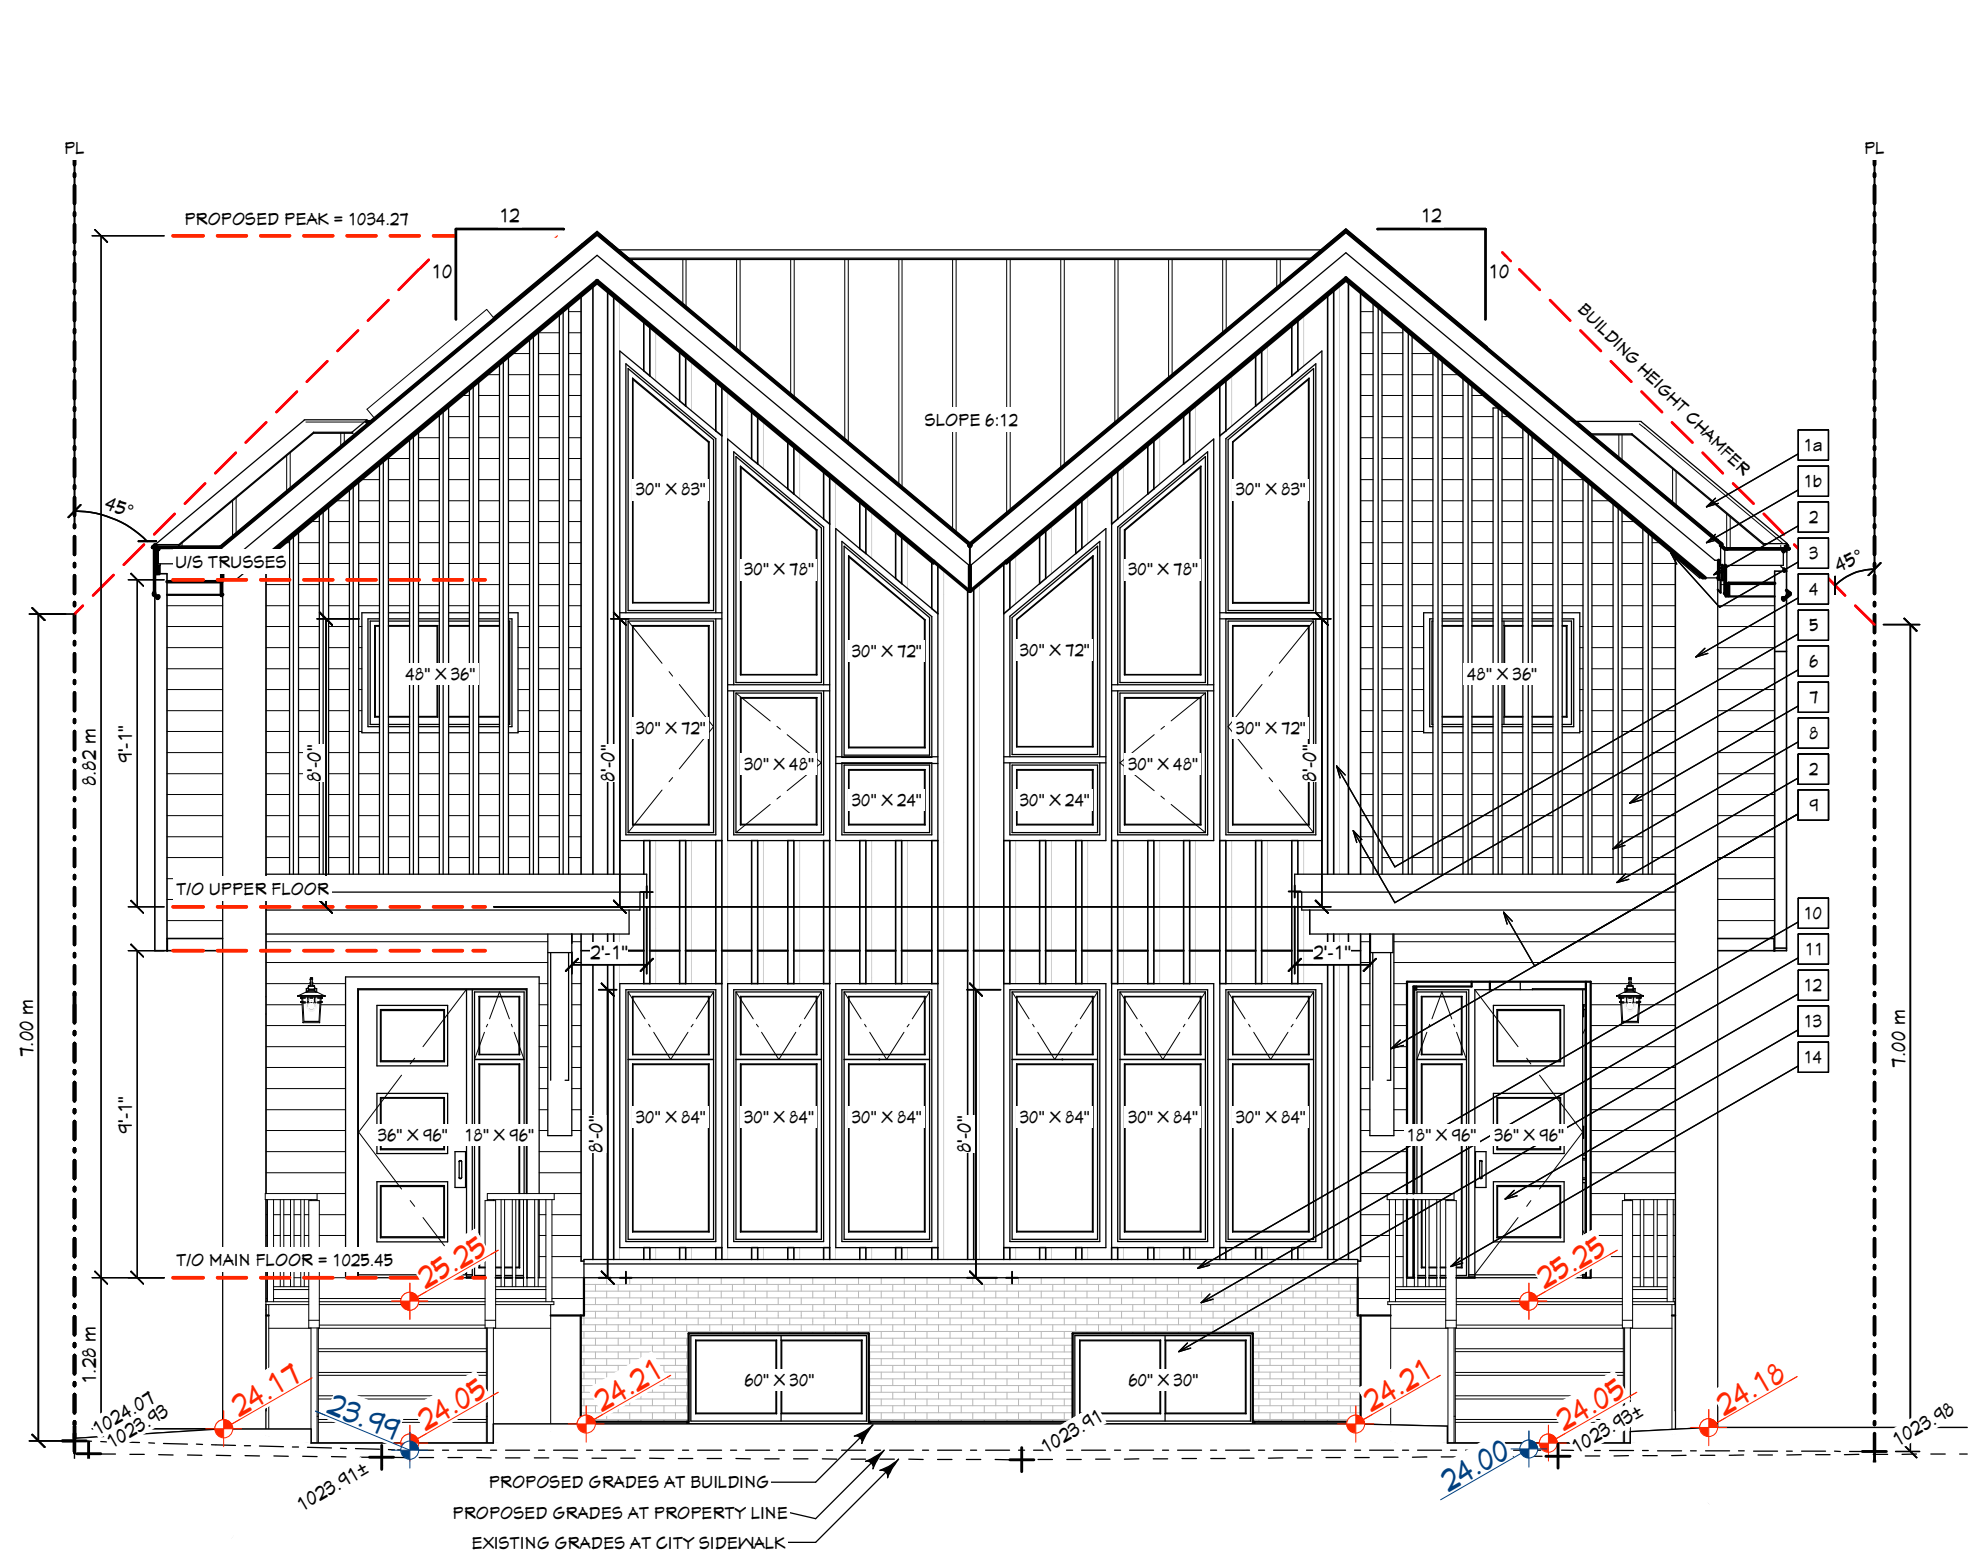 PL
PL
PROPOSED PEAK = 1034.27
12
12
10
10
BUILDING HEIGHT CHAMFER
SLOPE 6:12
1a
1b
2
3
4
5
6
7
8
2
9
10
11
12
13
14
45°
45°
U/S TRUSSES
30" X 83"
30" X 83"
30" X 78"
30" X 78"
30" X 72"
30" X 72"
48" X 36"
48" X 36"
30" X 72"
30" X 72"
30" X 48"
30" X 48"
30" X 24"
30" X 24"
8.82 m
9'-1"
8'-0"
8'-0"
8'-0"
T/O UPPER FLOOR
2'-1"
2'-1"
7.00 m
7.00 m
9'-1"
8'-0"
8'-0"
30" X 84"
30" X 84"
30" X 84"
30" X 84"
30" X 84"
30" X 84"
36" X 96"
18" X 96"
18" X 96"
36" X 96"
T/O MAIN FLOOR = 1025.45
25.25
25.25
1.28 m
60" X 30"
60" X 30"
24.17
24.05
23.99
24.21
24.21
24.05
24.00
24.18
1024.07
1023.93
1023.91±
1023.91
1023.93±
1023.98
PROPOSED GRADES AT BUILDING
PROPOSED GRADES AT PROPERTY LINE
EXISTING GRADES AT CITY SIDEWALK